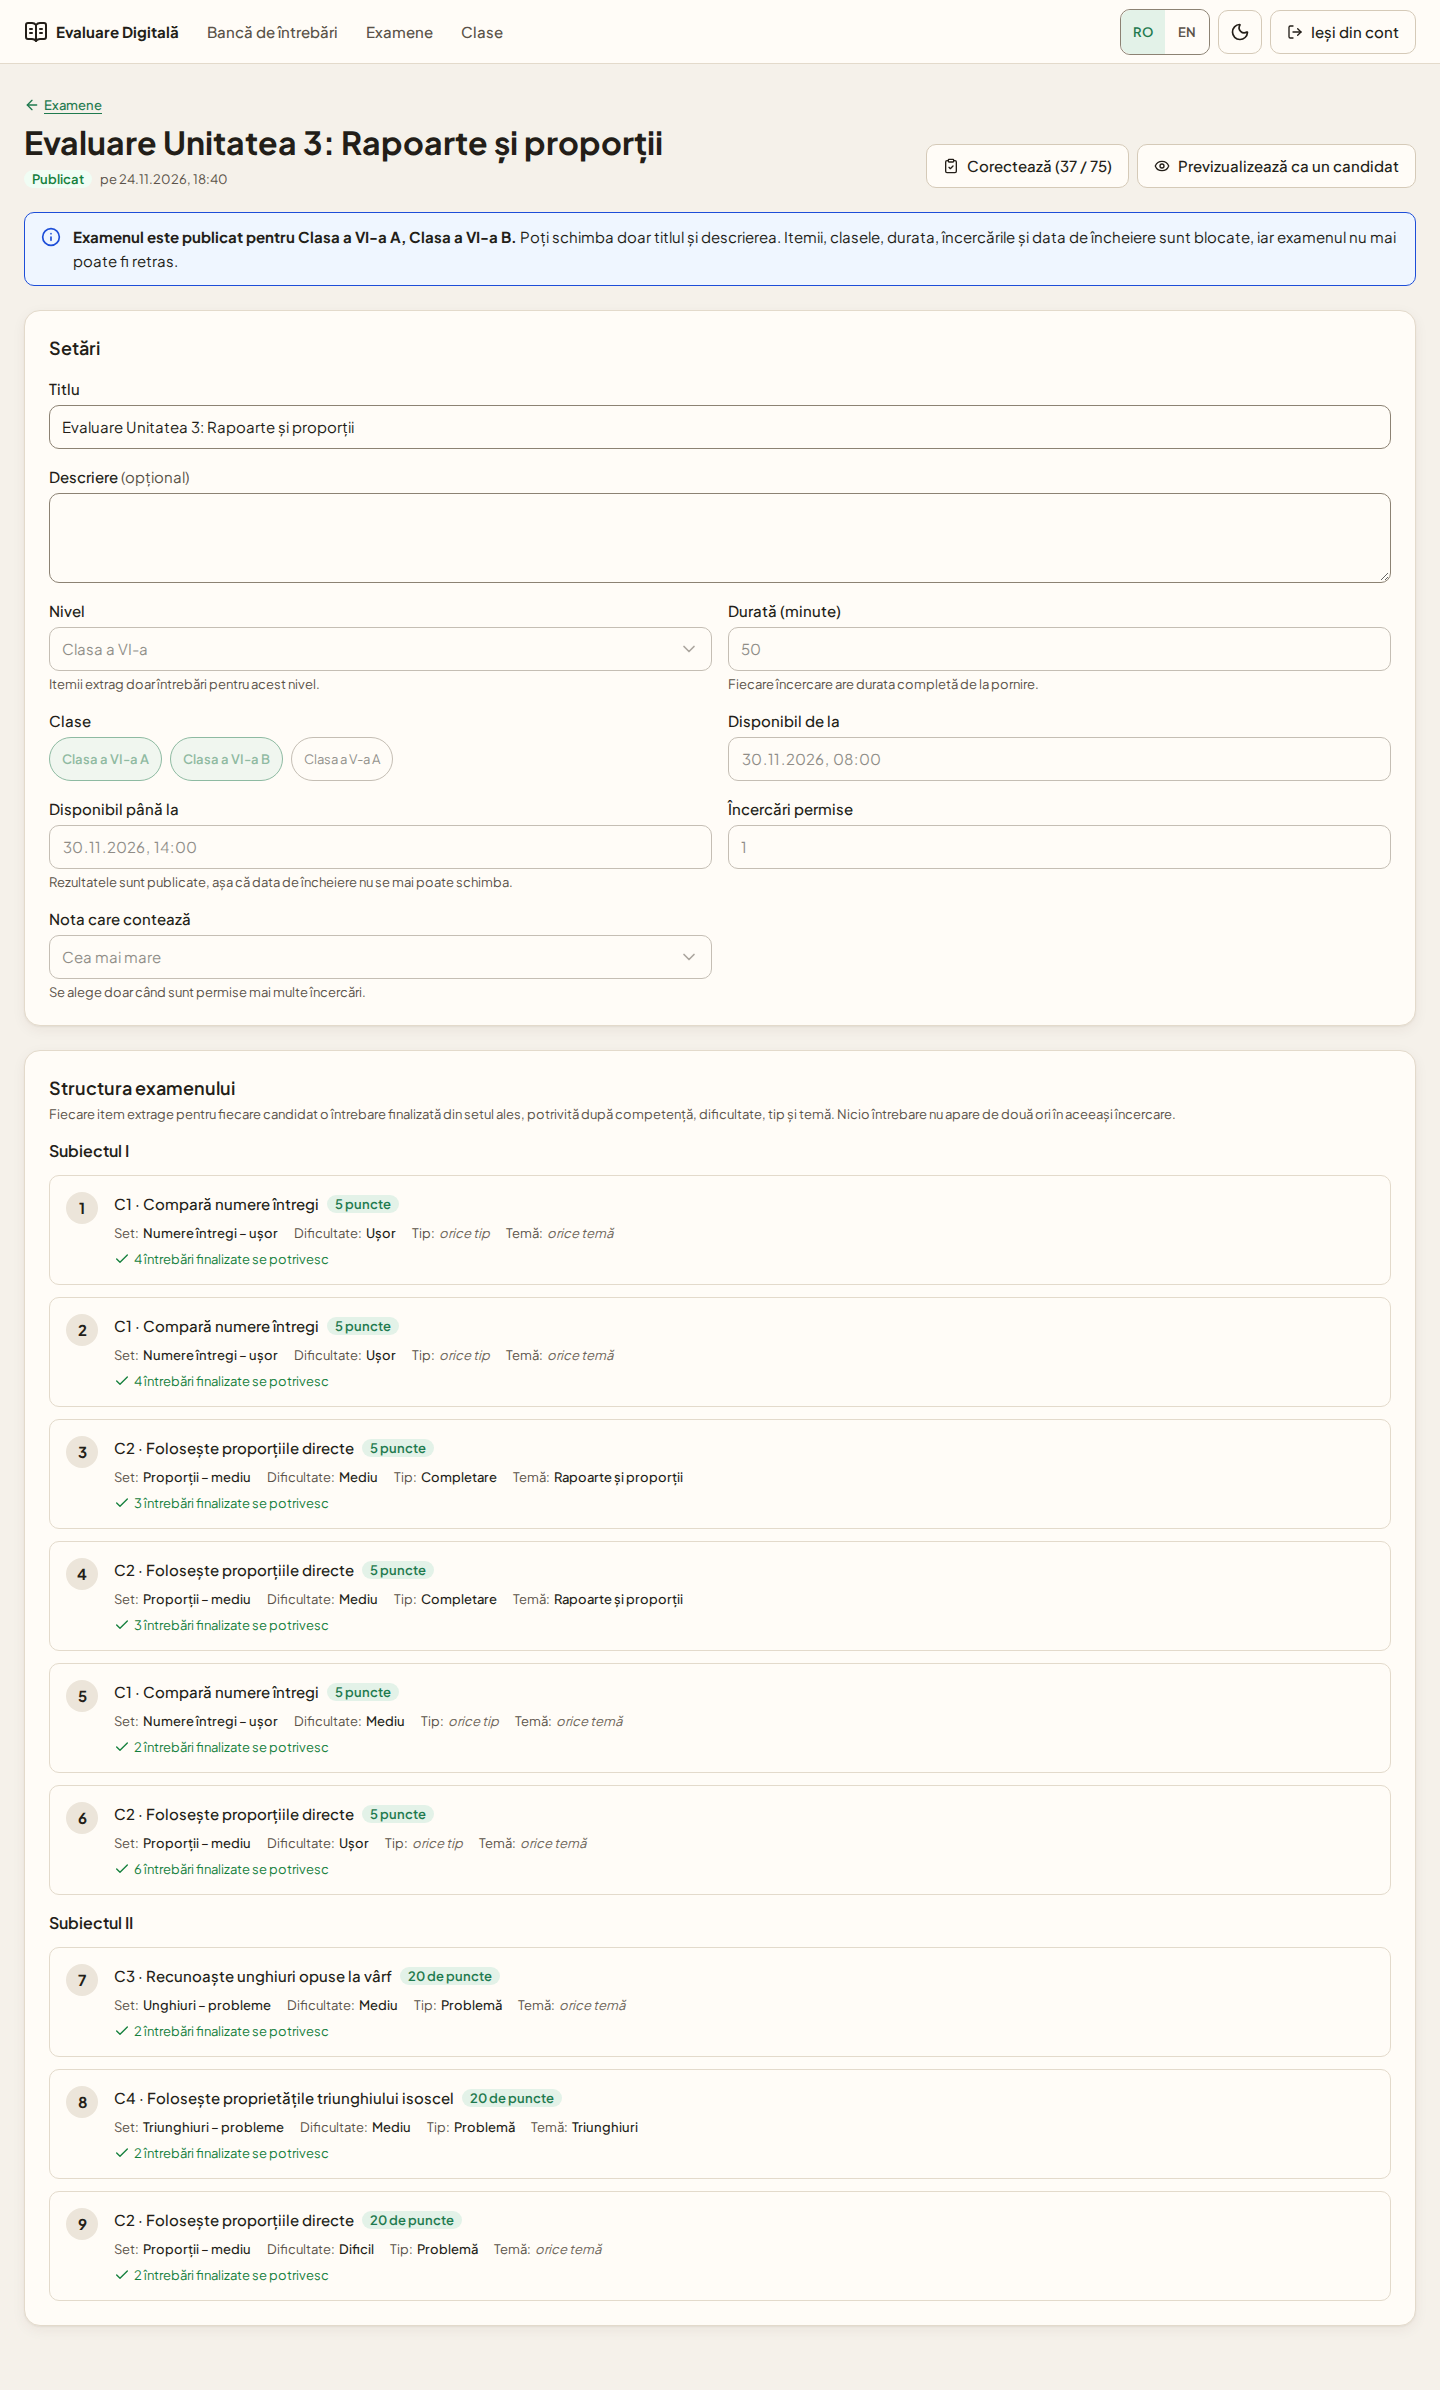 Evaluare Digitală
Bancă de întrebări
Examene
Clase
RO
EN
Ieși din cont
Examene
Evaluare Unitatea 3: Rapoarte și proporții
Publicat pe 24.11.2026, 18:40
Corectează (37 / 75)
Previzualizează ca un candidat
Examenul este publicat pentru Clasa a VI-a A, Clasa a VI-a B. Poți schimba doar titlul și descrierea. Itemii, clasele, durata, încercările și data de încheiere sunt blocate, iar examenul nu mai
poate fi retras.
Setări
Titlu
Evaluare Unitatea 3: Rapoarte și proporții
Descriere (opțional)
Nivel
Clasa a VI-a
Itemii extrag doar întrebări pentru acest nivel.
Durată (minute)
50
Fiecare încercare are durata completă de la pornire.
Clase
Clasa a VI-a A
Clasa a VI-a B
Clasa a V-a A
Disponibil de la
30.11.2026, 08:00
Disponibil până la
30.11.2026, 14:00
Rezultatele sunt publicate, așa că data de încheiere nu se mai poate schimba.
Încercări permise
1
Nota care contează
Cea mai mare
Se alege doar când sunt permise mai multe încercări.
Structura examenului
Fiecare item extrage pentru fiecare candidat o întrebare finalizată din setul ales, potrivită după competență, dificultate, tip și temă. Nicio întrebare nu apare de două ori în aceeași încercare.
Subiectul I
1
C1 · Compară numere întregi 5 puncte
Set: Numere întregi – ușor Dificultate: Ușor Tip: orice tip Temă: orice temă
4 întrebări finalizate se potrivesc
2
C1 · Compară numere întregi 5 puncte
Set: Numere întregi – ușor Dificultate: Ușor Tip: orice tip Temă: orice temă
4 întrebări finalizate se potrivesc
3
C2 · Folosește proporțiile directe 5 puncte
Set: Proporții – mediu Dificultate: Mediu Tip: Completare Temă: Rapoarte și proporții
3 întrebări finalizate se potrivesc
4
C2 · Folosește proporțiile directe 5 puncte
Set: Proporții – mediu Dificultate: Mediu Tip: Completare Temă: Rapoarte și proporții
3 întrebări finalizate se potrivesc
5
C1 · Compară numere întregi 5 puncte
Set: Numere întregi – ușor Dificultate: Mediu Tip: orice tip Temă: orice temă
2 întrebări finalizate se potrivesc
6
C2 · Folosește proporțiile directe 5 puncte
Set: Proporții – mediu Dificultate: Ușor Tip: orice tip Temă: orice temă
6 întrebări finalizate se potrivesc
Subiectul II
7
C3 · Recunoaște unghiuri opuse la vârf 20 de puncte
Set: Unghiuri – probleme Dificultate: Mediu Tip: Problemă Temă: orice temă
2 întrebări finalizate se potrivesc
8
C4 · Folosește proprietățile triunghiului isoscel 20 de puncte
Set: Triunghiuri – probleme Dificultate: Mediu Tip: Problemă Temă: Triunghiuri
2 întrebări finalizate se potrivesc
9
C2 · Folosește proporțiile directe 20 de puncte
Set: Proporții – mediu Dificultate: Dificil Tip: Problemă Temă: orice temă
2 întrebări finalizate se potrivesc